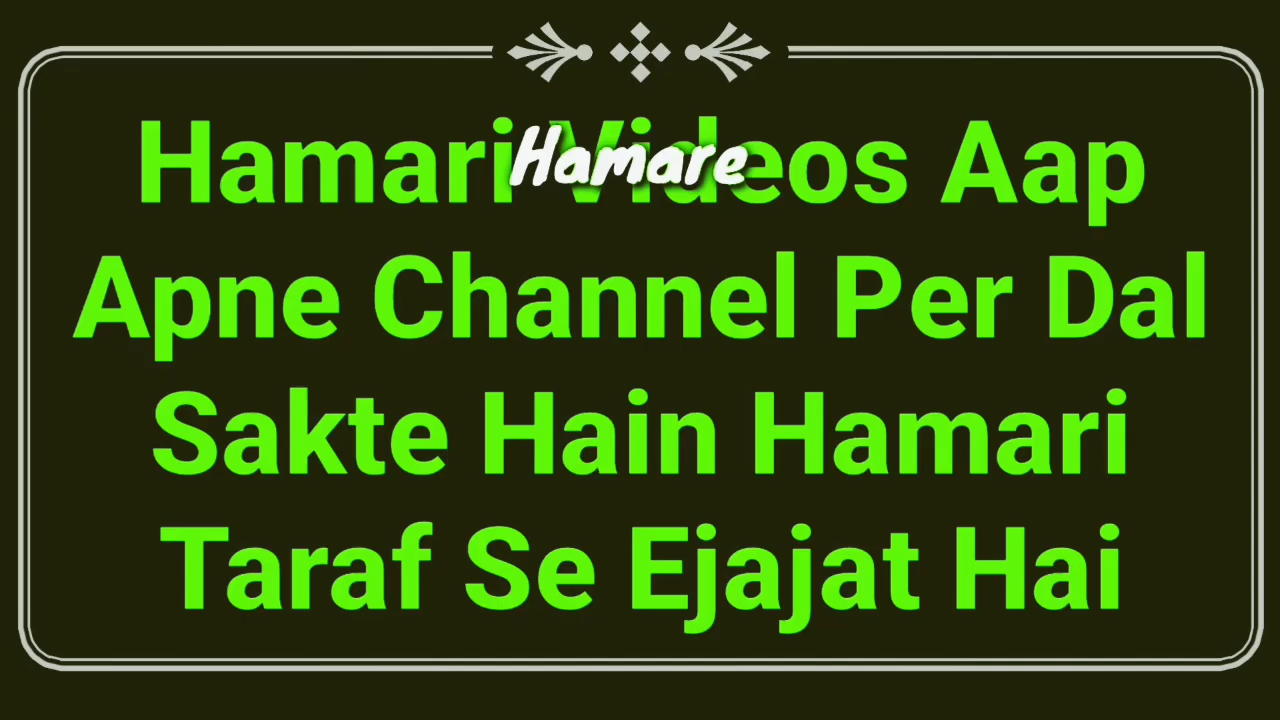 Hamari Videos Aap
Hamare
Apne Channel Per Dal
Sakte Hain Hamari
Taraf Se Ejajat Hai